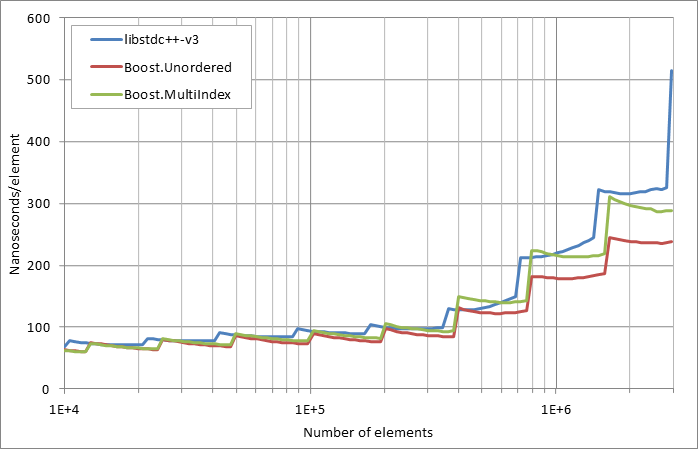 600
libstdc++-v3
Boost.Unordered
Boost.MultiIndex
500
400
300
200
100
0
Nanoseconds/element
1E+4
1E+5
1E+6
Number of elements